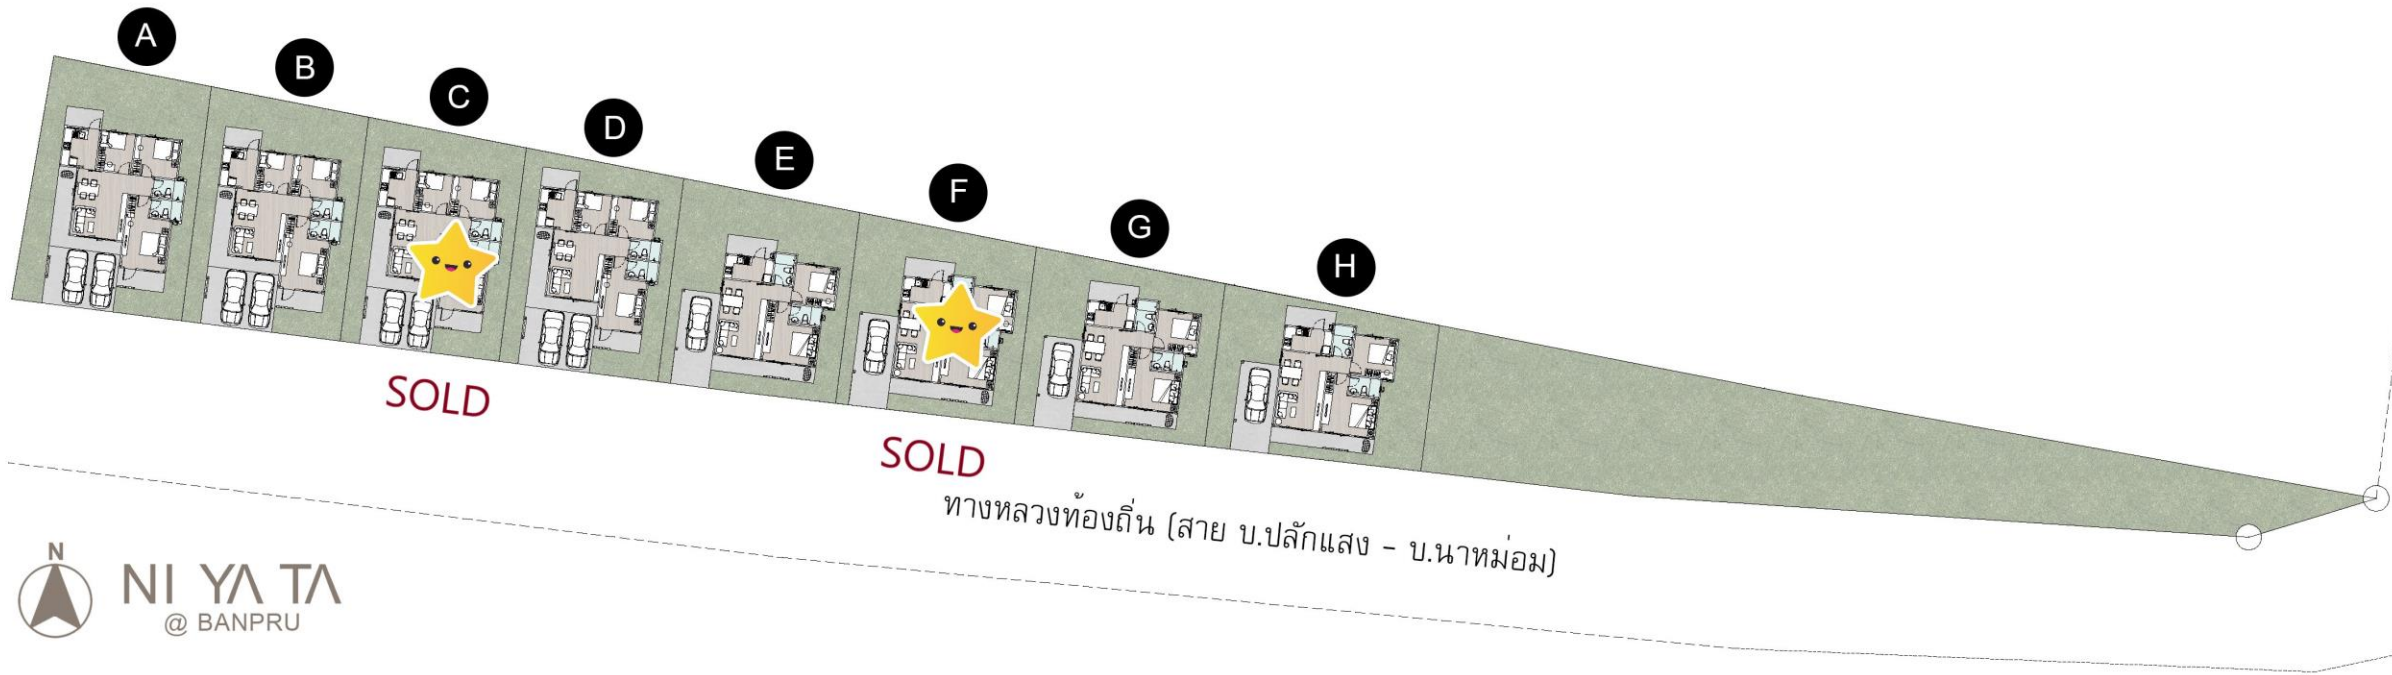 A
B
C
D
E
F
G
H
SOLD
SOLD
ทางหลวงท้องถิ่น (สาย บ.ปลักแสง - บ.นาหม่อม)
N
NI YA TA
@ BANPRU